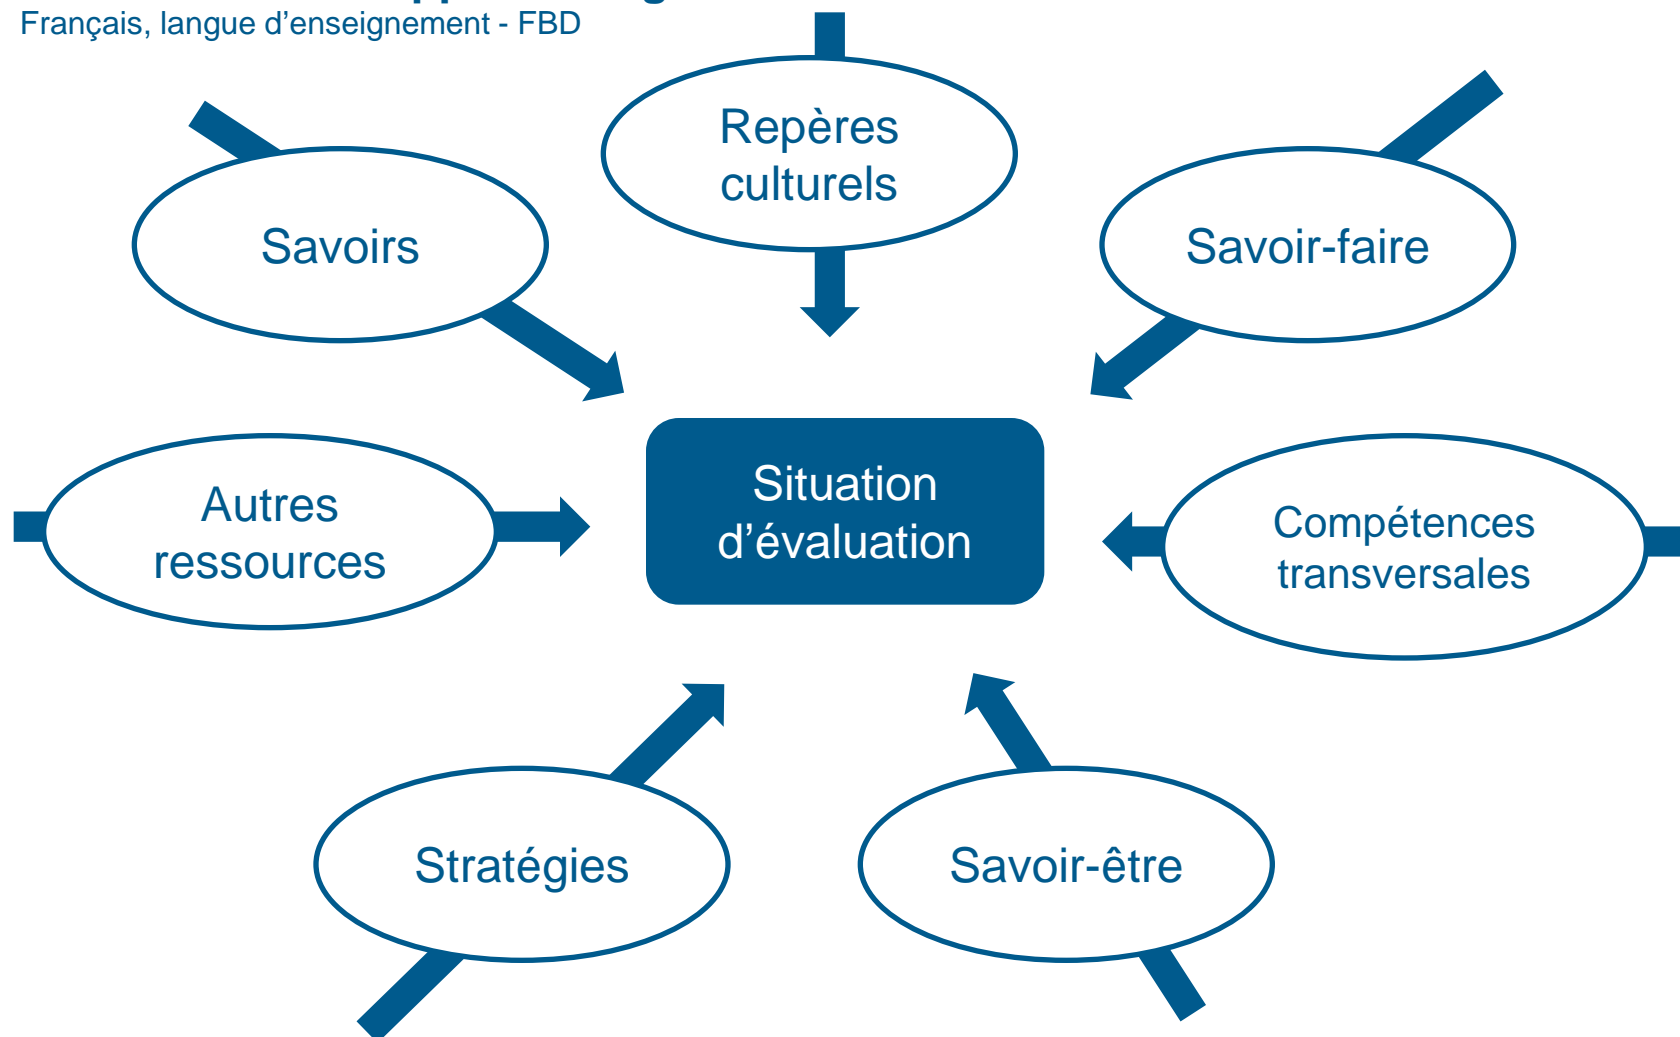 Français, langue d’enseignement - FBD
Repères
culturels
Savoirs
Savoir-faire
Autres
ressources
Situation
d’évaluation
Compétences
transversales
Stratégies
Savoir-être